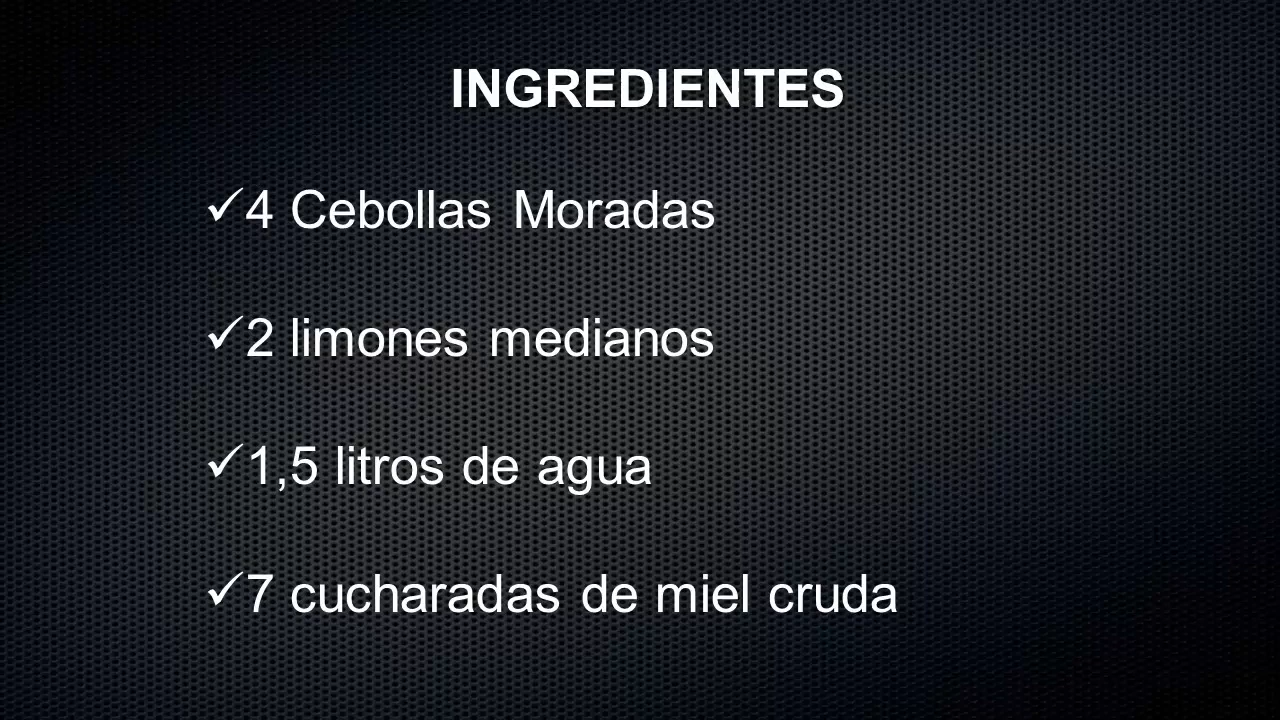 INGREDIENTES
✓4 Cebollas Moradas
✓2 limones medianos
✓1,5 litros de agua
✓7 cucharadas de miel cruda